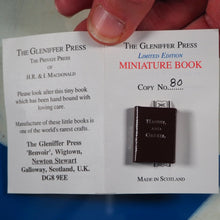 The Gleniffer Press
The Private Press
of
H.R. & I. Macdonald
Please look after this tiny book
which has been hand bound with
loving care.
Manufacture of these little books is
one of the world's rarest crafts.
The Gleniffer Press
'Benvoir', Wigtown,
Newton Stewart
Galloway, Scotland, U.K.
DG8 9EE
The Gleniffer Press
Limited Edition
MINIATURE BOOK
Copy No. 80
and
Made in Scotland